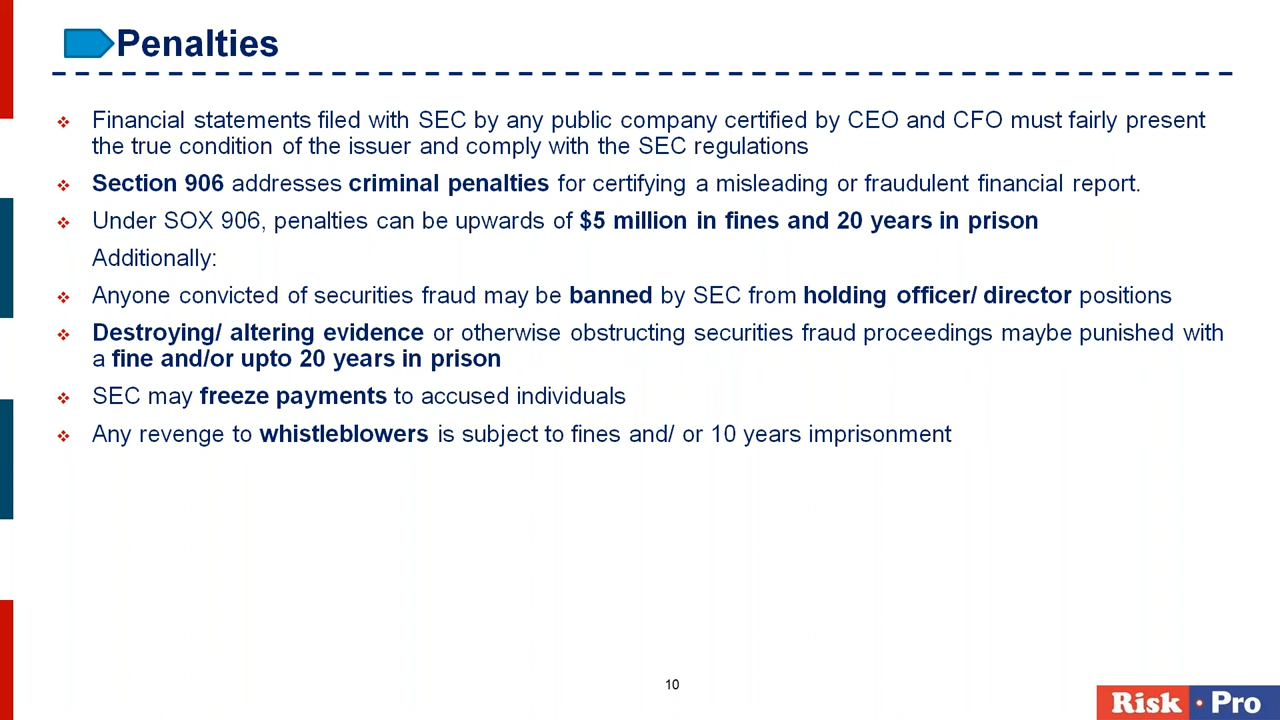 Penalties
Financial statements filed with SEC by any public company certified by CEO and CFO must fairly present
the true condition of the issuer and comply with the SEC regulations
Section 906 addresses criminal penalties for certifying a misleading or fraudulent financial report.
Under SOX 906, penalties can be upwards of $5 million in fines and 20 years in prison
Additionally:
Anyone convicted of securities fraud may be banned by SEC from holding officer/ director positions
Destroying/ altering evidence or otherwise obstructing securities fraud proceedings maybe punished with
a fine and/or upto 20 years in prison
SEC may freeze payments to accused individuals
Any revenge to whistleblowers is subject to fines and/ or 10 years imprisonment
10
Risk • Pro